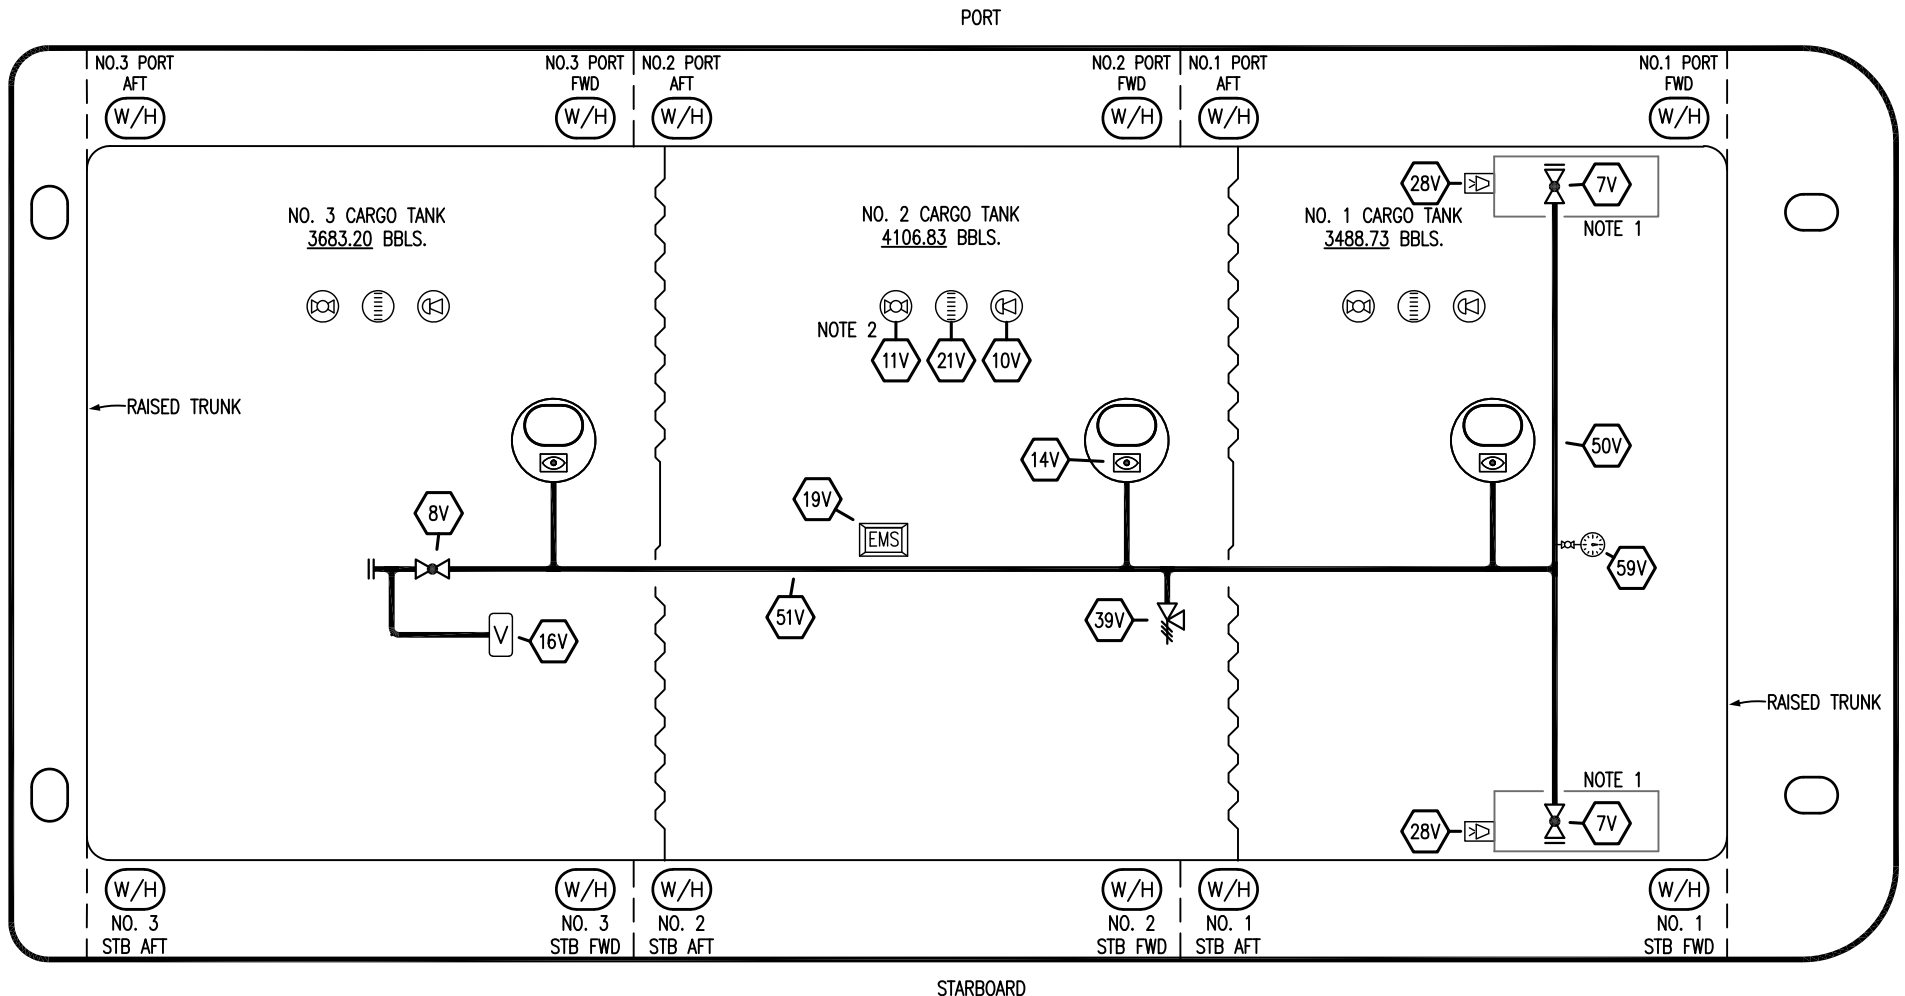 PORT
NO.3 PORT
AFT
W/H
NO.3 PORT
FWD
W/H
NO.2 PORT
AFT
W/H
NO.2 PORT
FWD
W/H
NO.1 PORT
AFT
W/H
NO.1 PORT
FWD
W/H
NO. 3 CARGO TANK
3683.20 BBLS.
NO. 2 CARGO TANK
4106.83 BBLS.
NO. 1 CARGO TANK
3488.73 BBLS.
28V
7V
NOTE 1
NOTE 2
11V
21V
10V
RAISED TRUNK
14V
50V
19V
EMS
8V
59V
51V
39V
V
16V
RAISED TRUNK
NOTE 1
28V
7V
W/H
NO. 3
STB AFT
W/H
NO. 3
STB FWD
W/H
NO. 2
STB AFT
W/H
NO. 2
STB FWD
W/H
NO. 1
STB AFT
W/H
NO. 1
STB FWD
STARBOARD